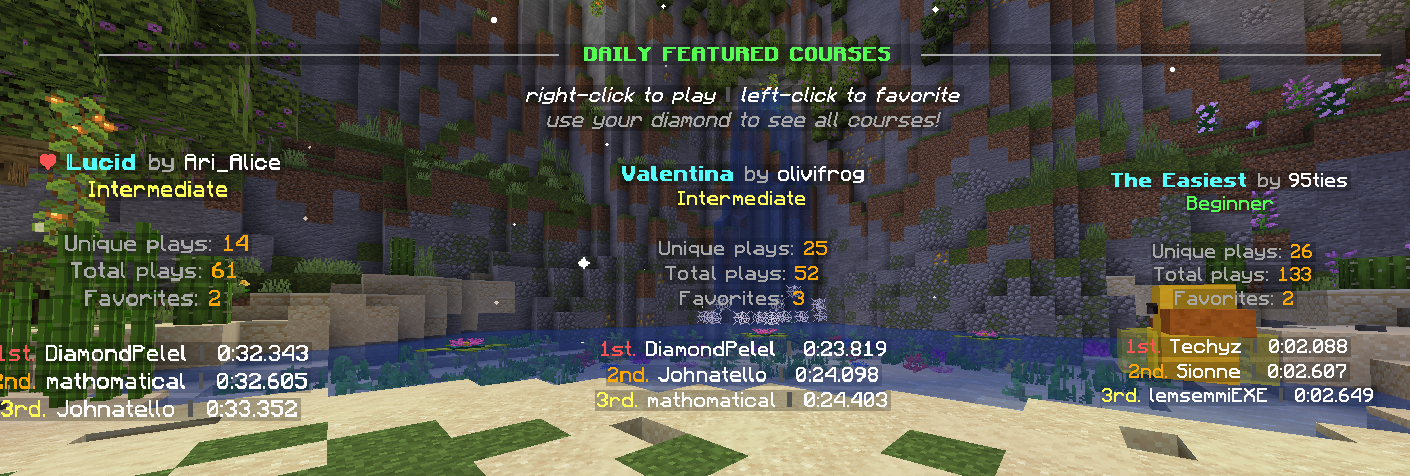 DAILY FEATURED COURSES
right-click to play | left-click to favorite
use your diamond to see all courses!
Lucid by Ari_Alice
Intermediate
Unique plays: 14
Total plays: 61
Favorites: 2
1st. DiamondPelel | 0:32.343
2nd. mathomatical | 0:32.605
3rd. Johnatello | 0:33.352
Valentina by olivifrog
Intermediate
Unique plays: 25
Total plays: 52
Favorites: 3
1st. DiamondPelel | 0:23.819
2nd. Johnatello | 0:24.098
3rd. mathomatical | 0:24.403
The Easiest by 95ties
Beginner
Unique plays: 26
Total plays: 133
Favorites: 2
1st. Techyz | 0:02.088
2nd. Sionne | 0:02.607
3rd. lemsemmiEXE | 0:02.649